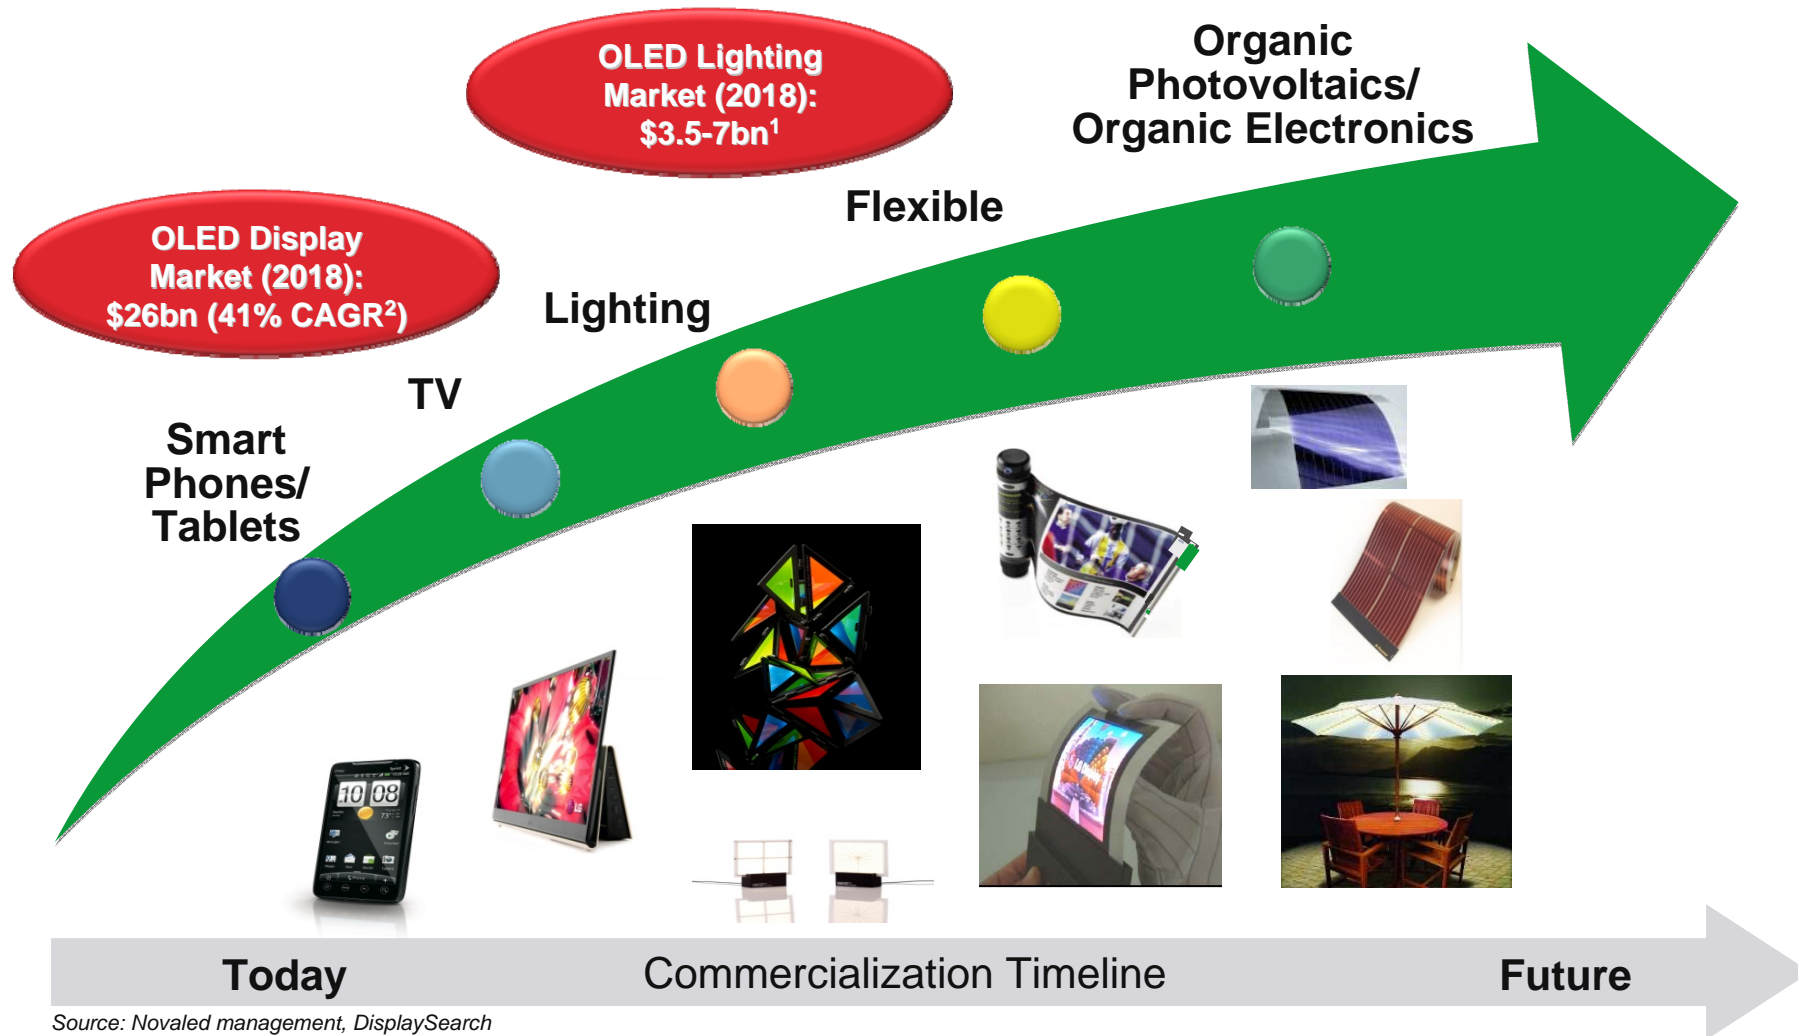 OLED Lighting
Market (2018):
$3.5-7bn¹
Organic
Photovoltaics/
Organic Electronics
OLED Display
Market (2018):
$26bn (41% CAGR²)
Flexible
Lighting
TV
Smart
Phones/
Tablets
10 08
LG
Today
Commercialization Timeline
Future
Source: Novaled management, DisplaySearch